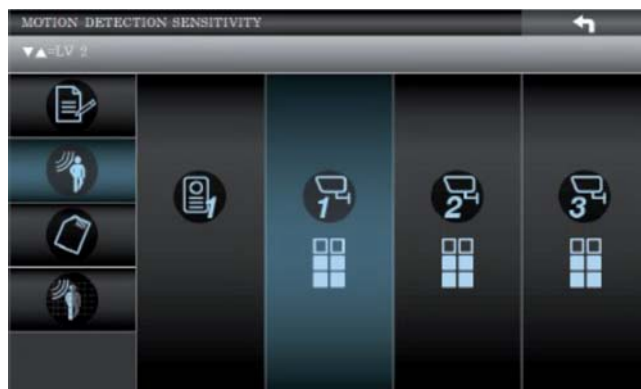 MOTION DETECTION SENSITIVITY
▼▲=LV 2
1 1 2 3